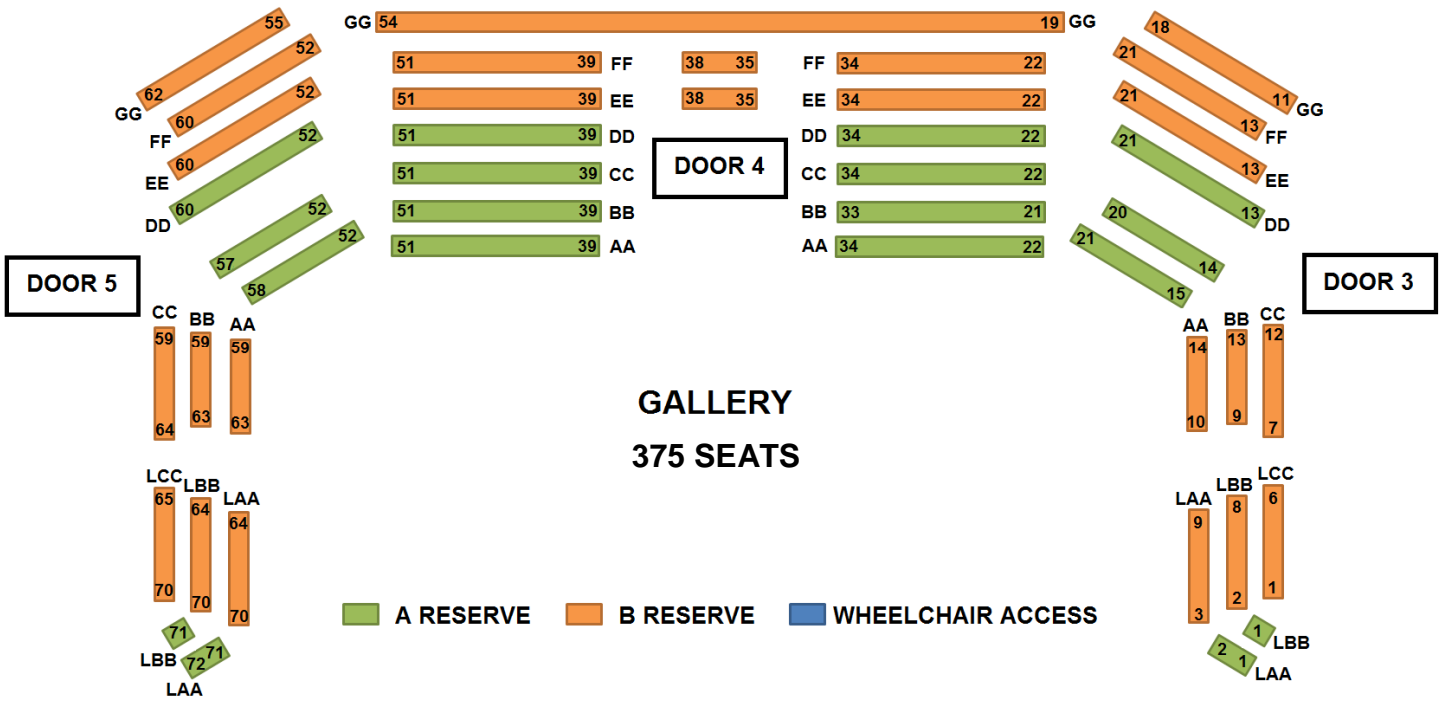 55 GG 54 19 GG 18
52 51 39 FF 38 35 FF 34 22 21
62 GG 52 51 39 EE 38 35 EE 34 22 21 11 GG
60 FF 52 51 39 DD DD 34 22 21 13 FF
60 EE 51 39 CC DOOR 4 CC 34 22 13 EE
60 DD 52 51 39 BB BB 33 21 20 13 DD
57 52 51 39 AA AA 34 22 21 14
DOOR 5 58 15 DOOR 3
CC BB AA AA BB CC
59 59 59 14 13 12
64 63 63 10 9 7
GALLERY
375 SEATS
LCC LBB LAA LAA LBB LCC
65 64 64 9 8 6
70 70 70 3 2 1
A RESERVE B RESERVE WHEELCHAIR ACCESS
71 1
LBB 72 71 2 1 LBB
LAA LAA